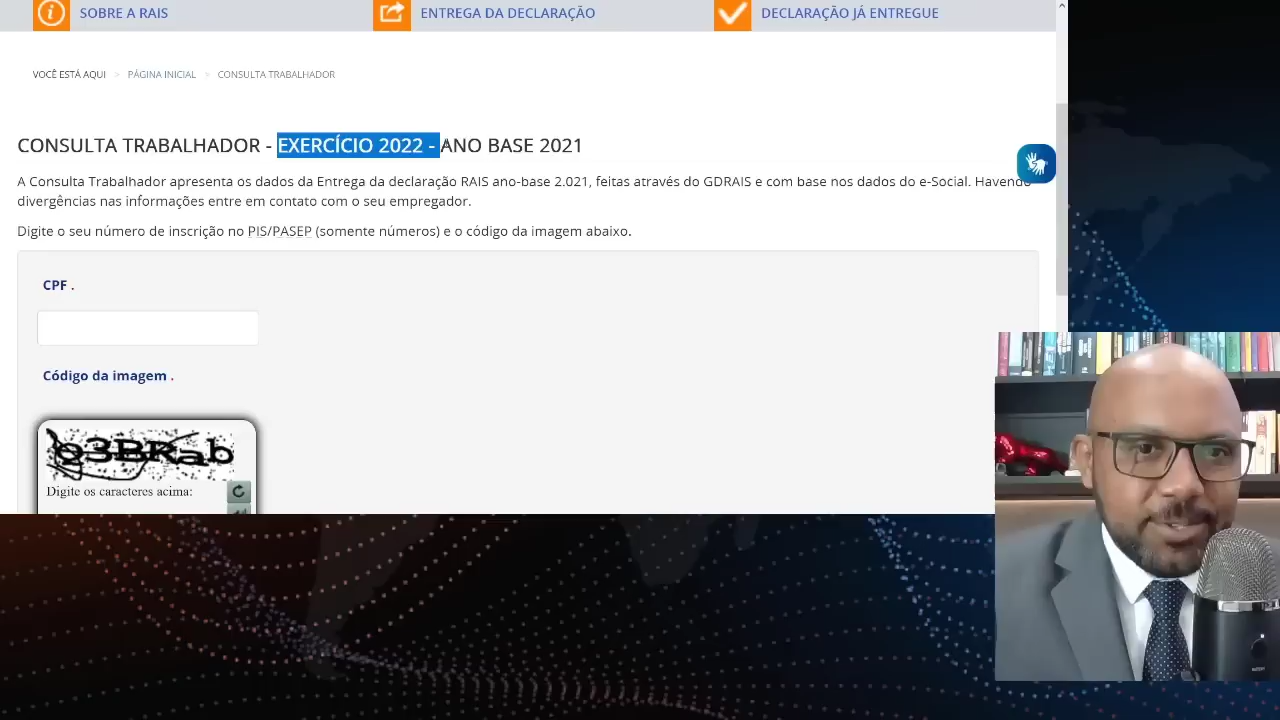 SOBRE A RAIS
ENTREGA DA DECLARAÇÃO
DECLARAÇÃO JÁ ENTREGUE
VOCÊ ESTÁ AQUI > PÁGINA INICIAL > CONSULTA TRABALHADOR
CONSULTA TRABALHADOR - EXERCÍCIO 2022 - ANO BASE 2021
A Consulta Trabalhador apresenta os dados da Entrega da declaração RAIS ano-base 2.021, feitas através do GDRAIS e com base nos dados do e-Social. Havendo
divergências nas informações entre em contato com o seu empregador.
Digite o seu número de inscrição no PIS/PASEP (somente números) e o código da imagem abaixo.
CPF .
Código da imagem .
Digite os caracteres acima: